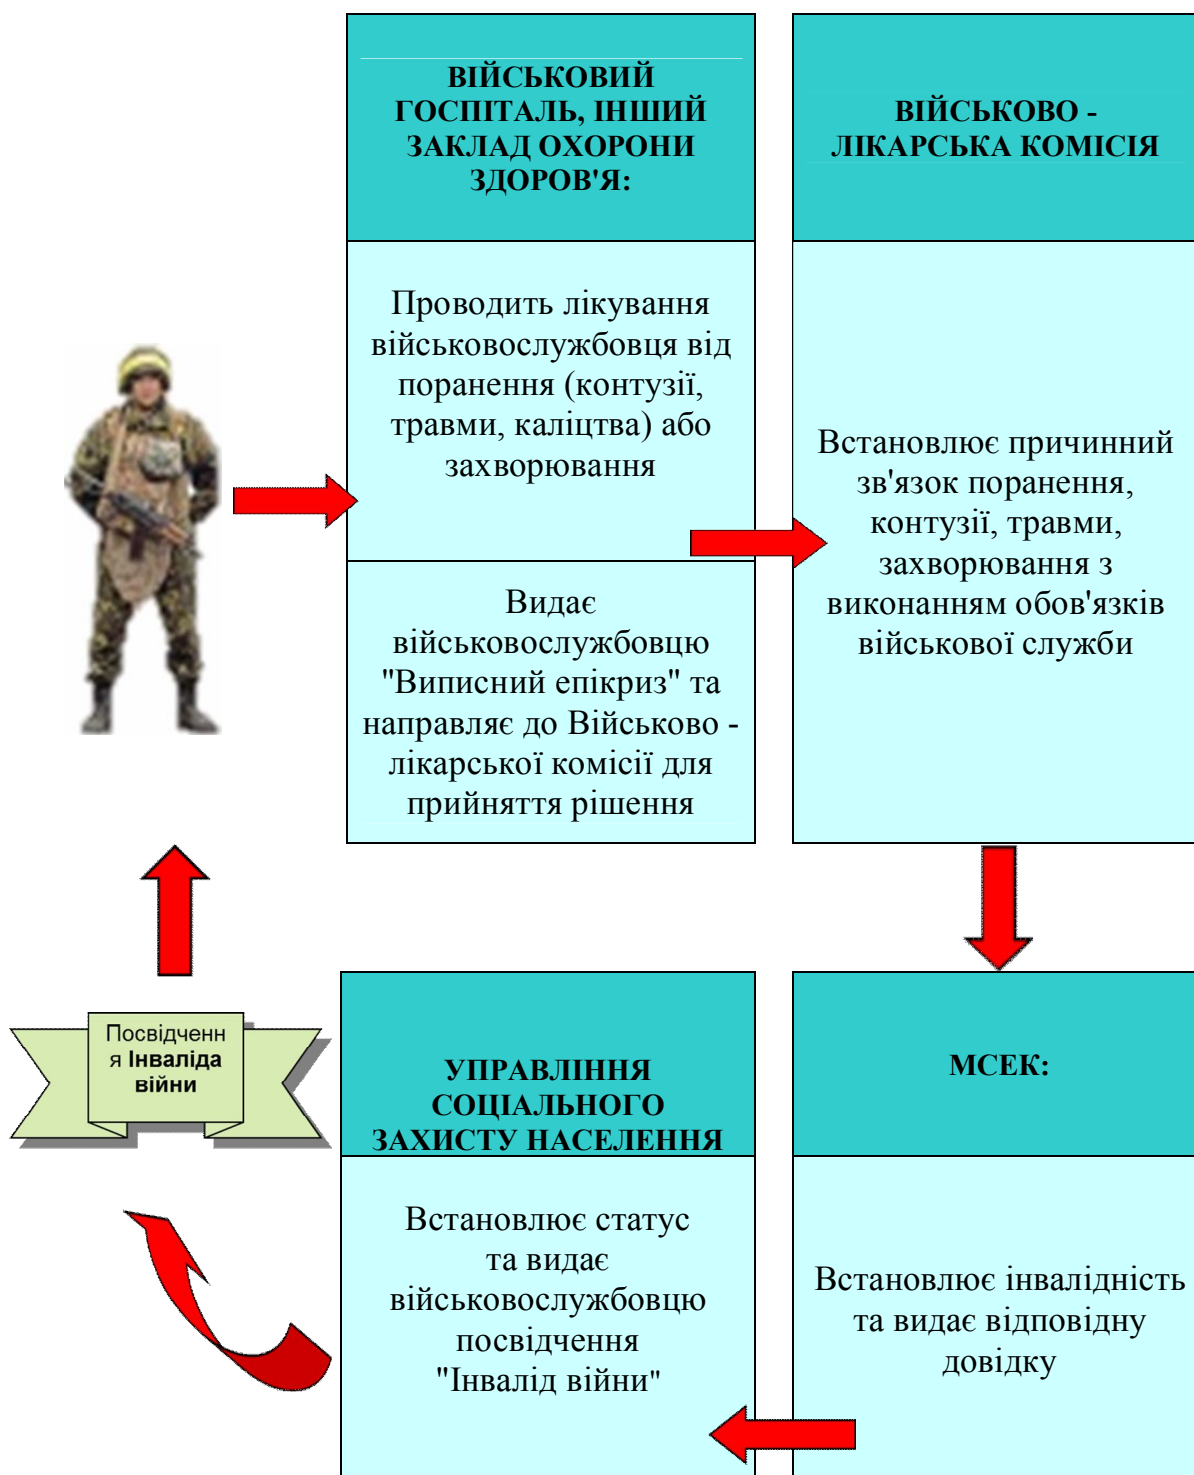 ВІЙСЬКОВИЙ
ГОСПІТАЛЬ, ІНШИЙ
ЗАКЛАД ОХОРОНИ
ЗДОРОВ'Я:
ВІЙСЬКОВО -
ЛІКАРСЬКА КОМІСІЯ
Проводить лікування
військовослужбовця від
поранення (контузії,
травми, каліцтва) або
захворювання
Видає
військовослужбовцю
"Виписний епікриз" та
направляє до Військово -
лікарської комісії для
прийняття рішення
Встановлює причинний
зв'язок поранення,
контузії, травми,
захворювання з
виконанням обов'язків
військової служби
МСЕК:
Встановлює інвалідність
та видає відповідну
довідку
УПРАВЛІННЯ
СОЦІАЛЬНОГО
ЗАХИСТУ НАСЕЛЕННЯ
Встановлює статус
та видає
військовослужбовцю
посвідчення
"Інвалід війни"
Посвідченн
я Інваліда
війни